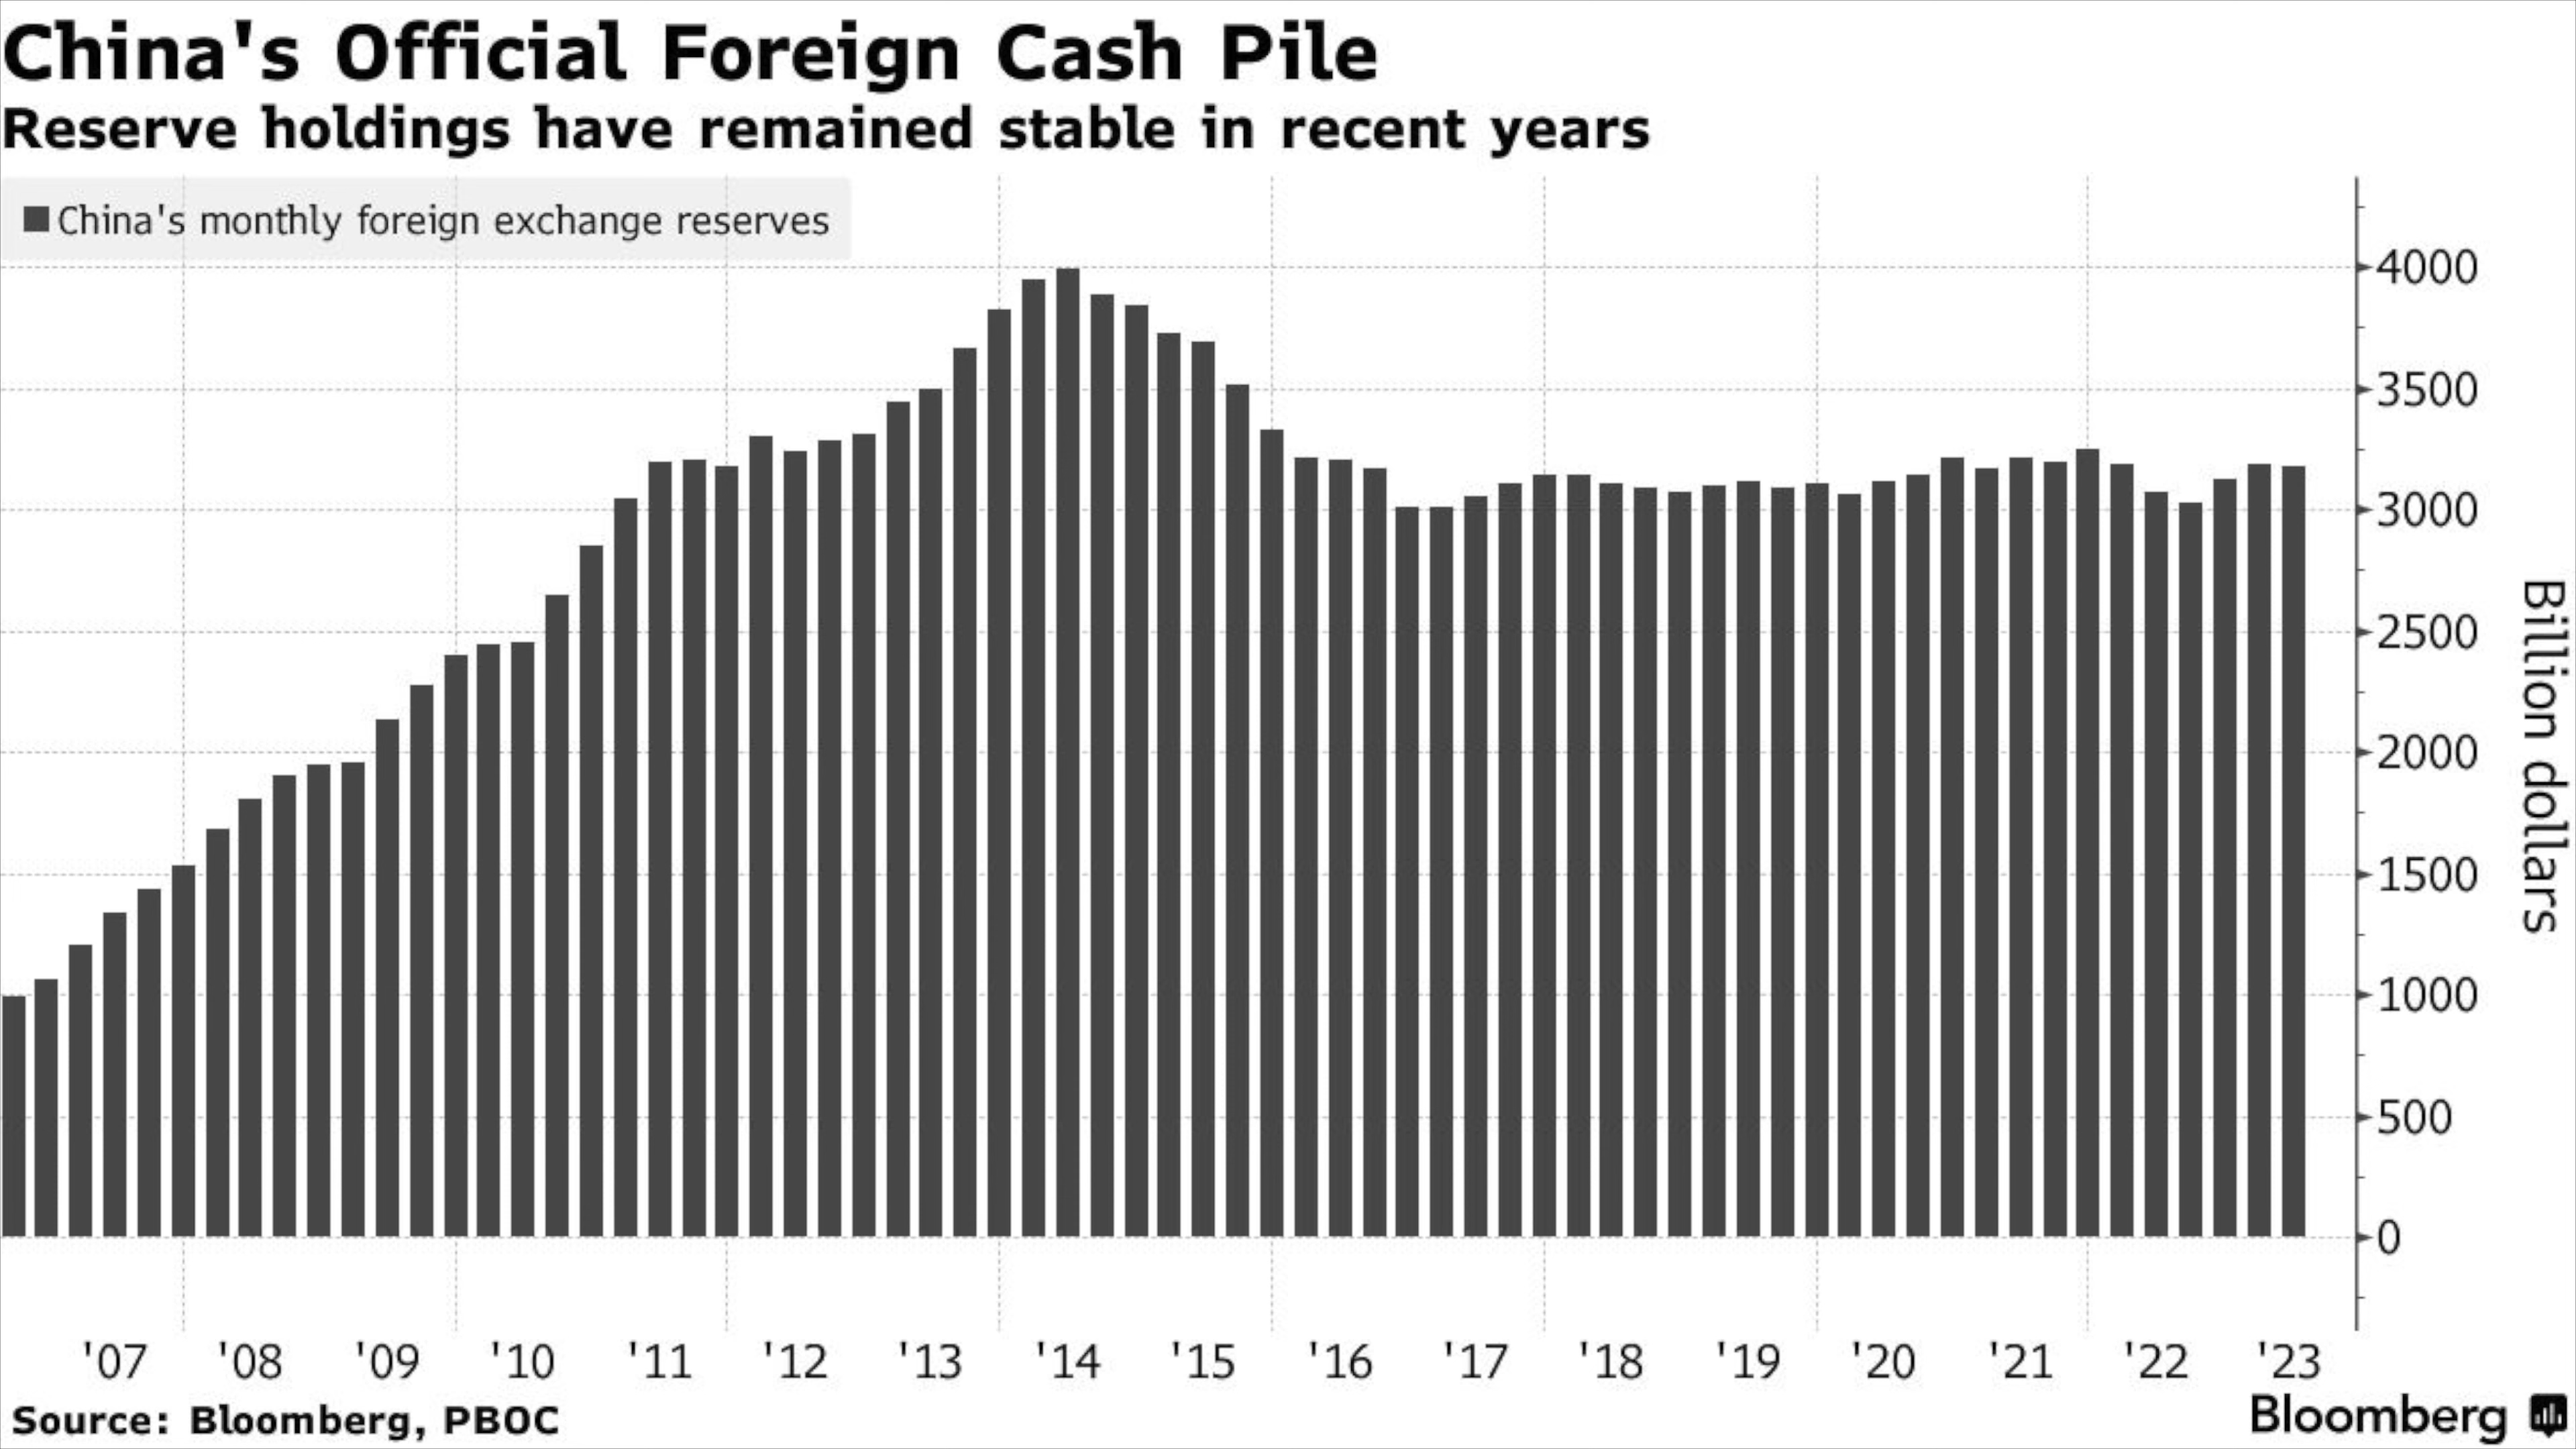 China's Official Foreign Cash Pile
Reserve holdings have remained stable in recent years
China's monthly foreign exchange reserves
4000
3500
3000
2500
2000
1500
1000
500
0
Billion dollars
'07 '08 '09 '10 '11 '12 '13 '14 '15 '16 '17 '18 '19 '20 '21 '22 '23
Source: Bloomberg, PBOC
Bloomberg